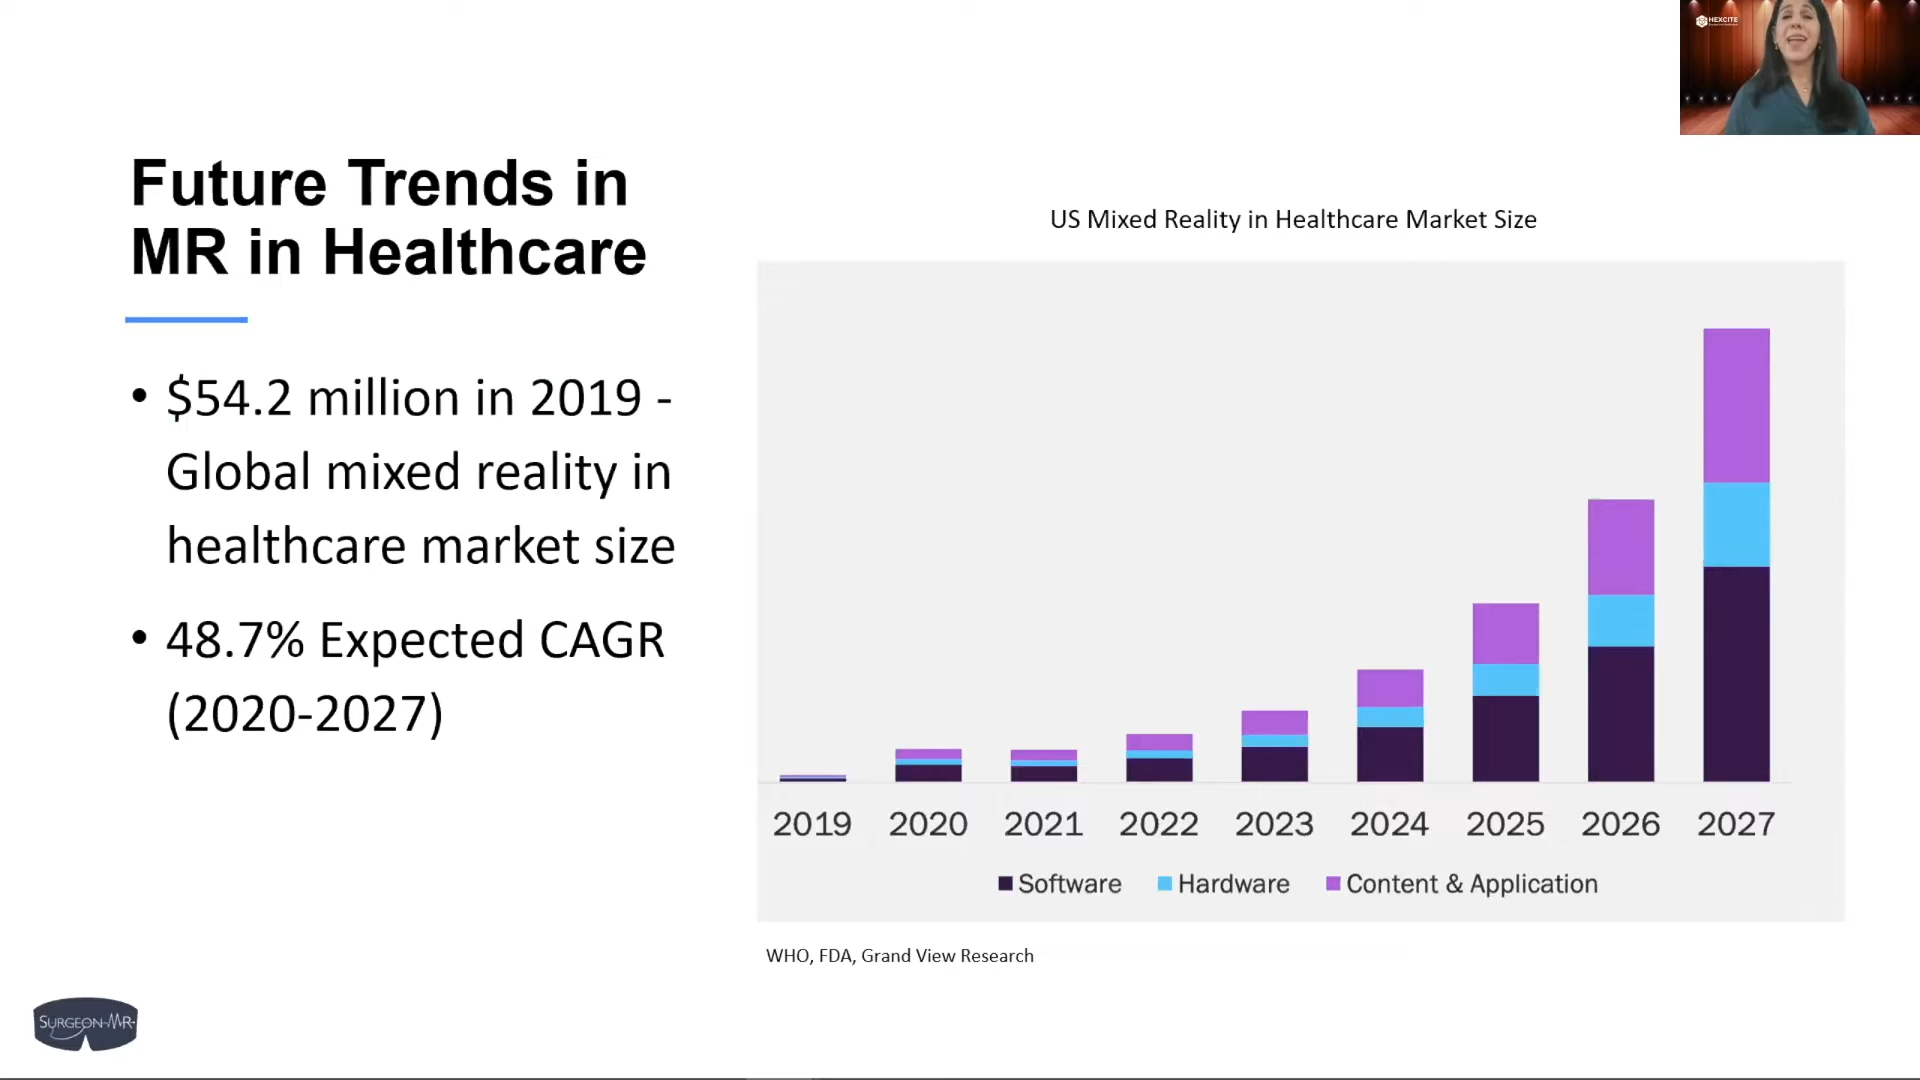 HEXCITE
Future Trends in
MR in Healthcare
• $54.2 million in 2019 -
Global mixed reality in
healthcare market size
• 48.7% Expected CAGR
(2020-2027)
US Mixed Reality in Healthcare Market Size
2019 2020 2021 2022 2023 2024 2025 2026 2027
Software Hardware Content & Application
WHO, FDA, Grand View Research
SURGEON-MR